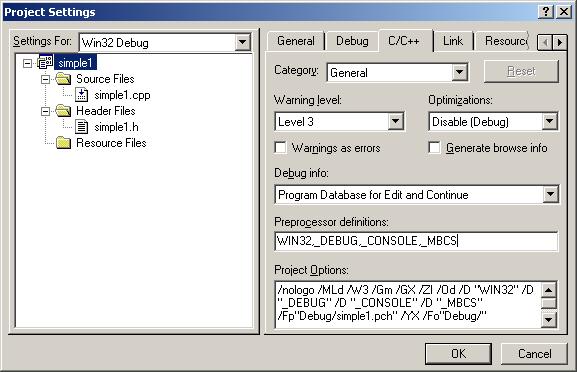 Project Settings
Settings For: Win32 Debug
simple1
Source Files
simple1.cpp
Header Files
simple1.h
Resource Files
General Debug C/C++ Link Resourc
Category: General Reset
Warning level: Optimizations:
Level 3 Disable (Debug)
Warnings as errors Generate browse info
Debug info:
Program Database for Edit and Continue
Preprocessor definitions:
WIN32,_DEBUG,_CONSOLE,_MBCS
Project Options:
/nologo /MLd /W3 /Gm /GX /ZI /Od /D "WIN32" /D
"_DEBUG" /D "_CONSOLE" /D "_MBCS"
/Fp"Debug/simple1.pch" /YX /Fo"Debug/"
OK Cancel